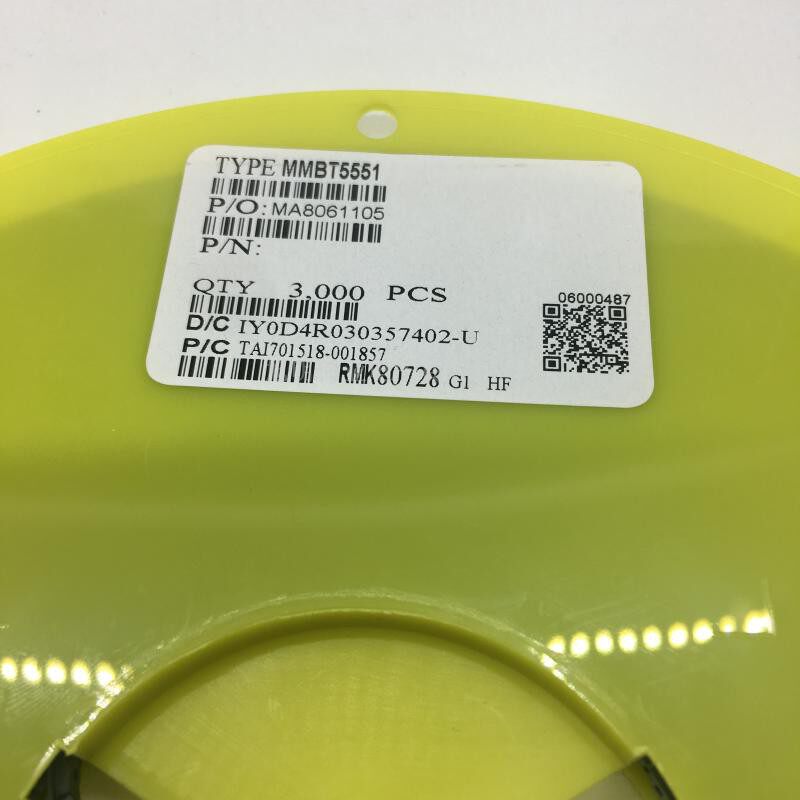 TYPE MMBT5551
P/O: MA8061105
P/N:
QTY 3,000 PCS
06000487
D/C IY0D4R030357402-U
P/C TAI701518-001857
RMK80728 G1 HF